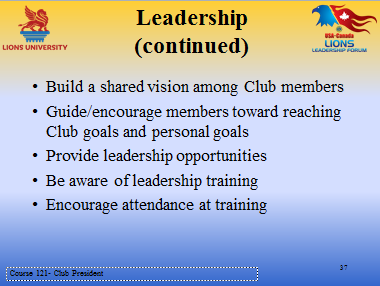 Leadership
(continued)
LIONS UNIVERSITY
USA-Canada
LIONS
LEADERSHIP FORUM
• Build a shared vision among Club members
• Guide/encourage members toward reaching
Club goals and personal goals
• Provide leadership opportunities
• Be aware of leadership training
• Encourage attendance at training
37
Course 121- Club President